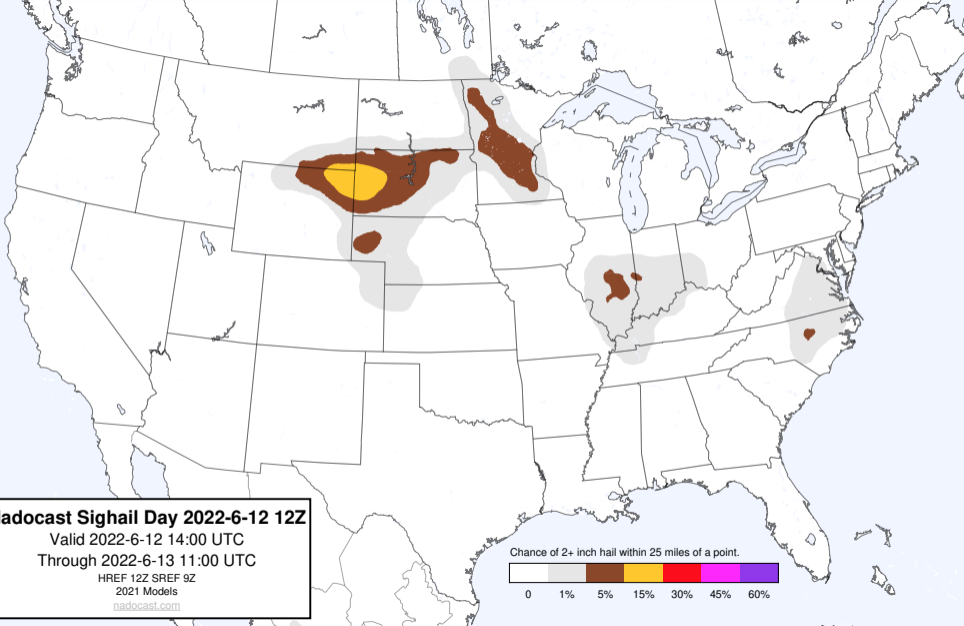 adocast Sighail Day 2022-6-12 12Z
Valid 2022-6-12 14:00 UTC
Through 2022-6-13 11:00 UTC
HREF 12Z SREF 9Z
2021 Models
nadocast.com
Chance of 2+ inch hail within 25 miles of a point.
0 1% 5% 15% 30% 45% 60%